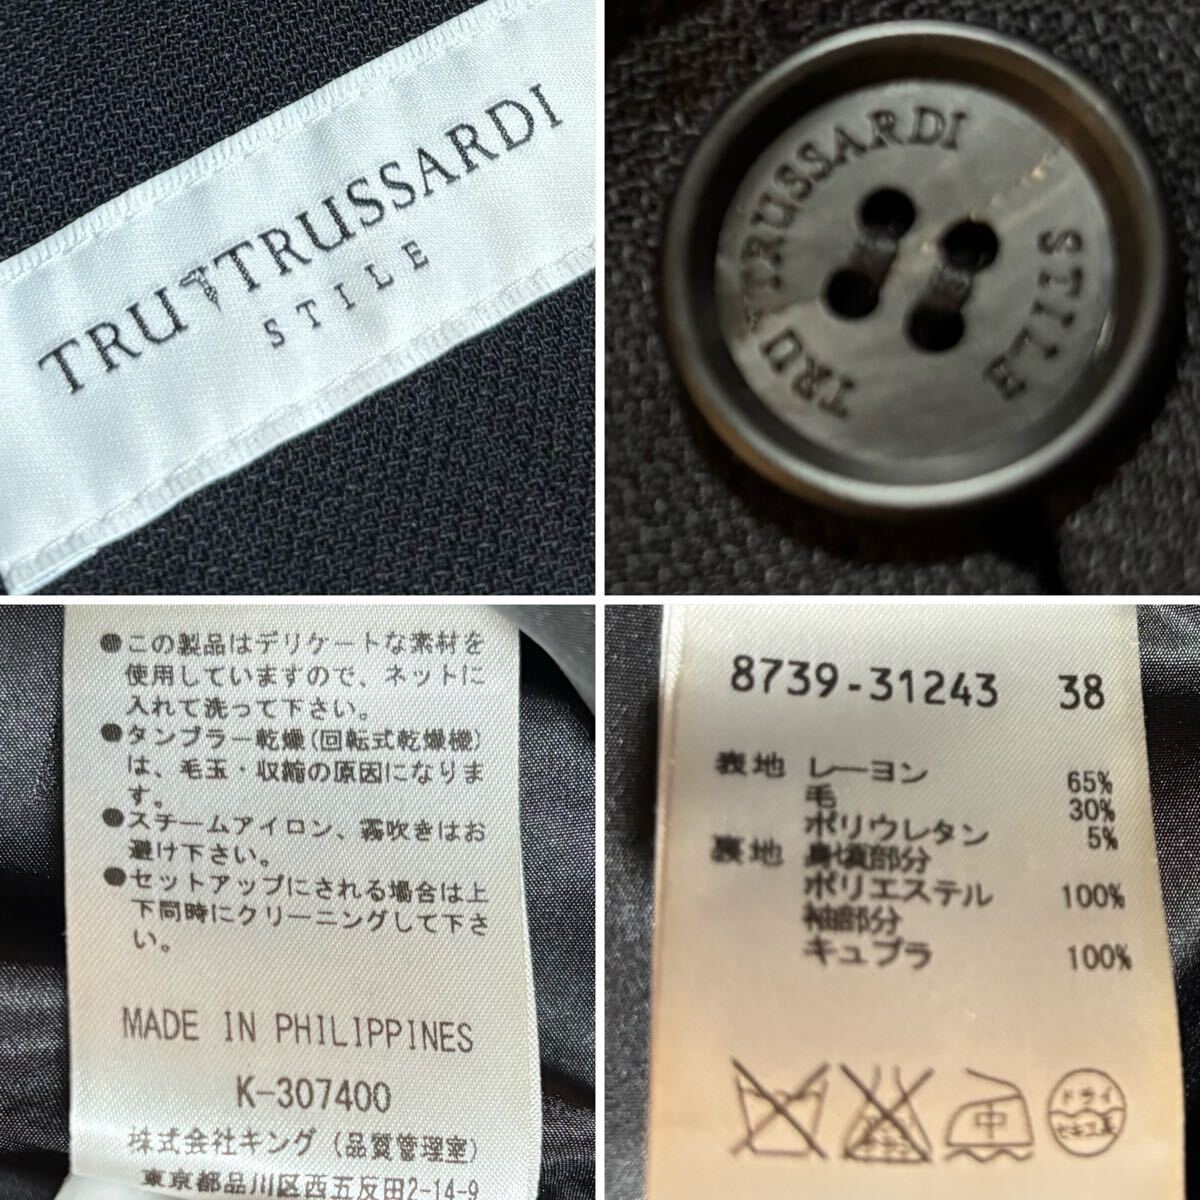 TRU TRUSSARDI
STILE
TRU TRUSSARDI
STILE
●この製品はデリケートな素材を
使用していますので、ネットに
入れて洗って下さい。
●タンブラー乾燥(回転式乾燥機)
は、毛玉・収縮の原因になりま
す。
●スチームアイロン、霧吹きはお
避け下さい。
●セットアップにされる場合は上
下同時にクリーニングして下さ
い。
MADE IN PHILIPPINES
K-307400
株式会社キング(品質管理室)
東京都品川区西五反田2-14-9
8739-31243 38
表地 レーヨン 65%
毛 30%
ポリウレタン 5%
裏地 身頃部分
ポリエステル 100%
袖部分
キュプラ 100%
中
ドライ
セキユ系